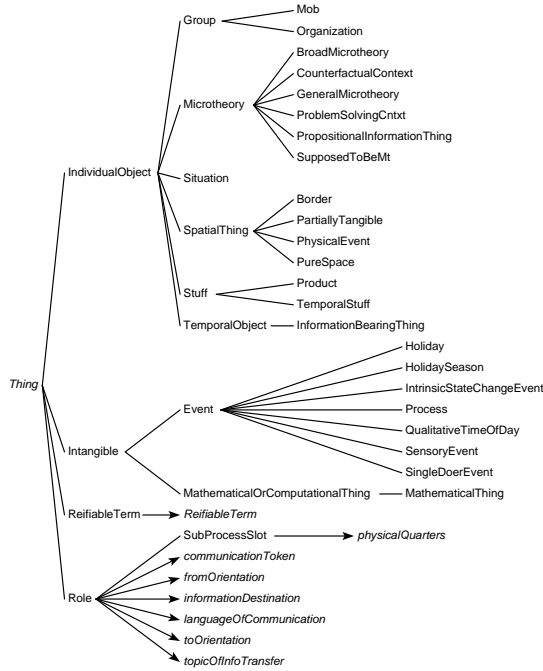 Mob
Group
Organization
BroadMicrotheory
CounterfactualContext
GeneralMicrotheory
Microtheory
ProblemSolvingCntxt
PropositionalInformationThing
SupposedToBeMt
IndividualObject
Situation
Border
PartiallyTangible
SpatialThing
PhysicalEvent
PureSpace
Product
Stuff
TemporalStuff
TemporalObject InformationBearingThing
Holiday
HolidaySeason
Thing
IntrinsicStateChangeEvent
Event Process
QualitativeTimeOfDay
Intangible
SensoryEvent
SingleDoerEvent
MathematicalOrComputationalThing MathematicalThing
ReifiableTerm ReifiableTerm
SubProcessSlot physicalQuarters
communicationToken
fromOrientation
Role informationDestination
languageOfCommunication
toOrientation
topicOfInfoTransfer